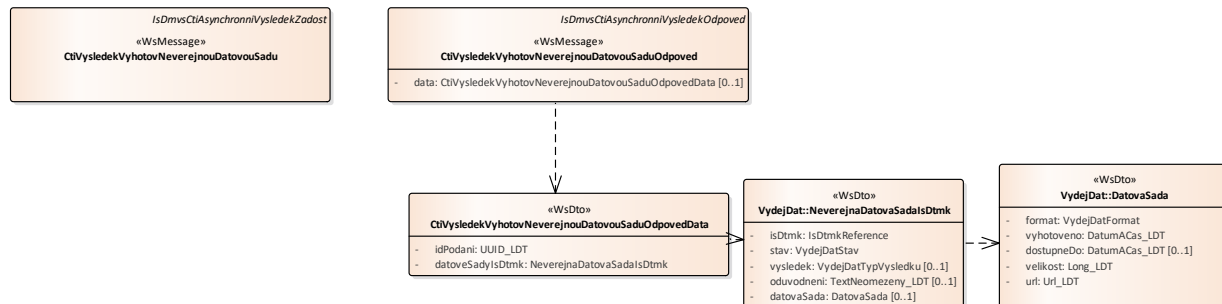 IsDmvsCtiAsynchronniVysledekZadost
«WsMessage»
CtiVysledekVyhotovNeverejnouDatovouSadu
IsDmvsCtiAsynchronniVysledekOdpoved
«WsMessage»
CtiVysledekVyhotovNeverejnouDatovouSaduOdpoved
- data: CtiVysledekVyhotovNeverejnouDatovouSaduOdpovedData [0..1]
«WsDto»
CtiVysledekVyhotovNeverejnouDatovouSaduOdpovedData
- idPodani: UUID_LDT
- datoveSadyIsDtmk: NeverejnaDatovaSadaIsDtmk
«WsDto»
VydejDat::NeverejnaDatovaSadaIsDtmk
- isDtmk: IsDtmkReference
- stav: VydejDatStav
- vysledek: VydejDatTypVysledku [0..1]
- oduvodneni: TextNeomezeny_LDT [0..1]
- datovaSada: DatovaSada [0..1]
«WsDto»
VydejDat::DatovaSada
- format: VydejDatFormat
- vyhotoveno: DatumACas_LDT
- dostupneDo: DatumACas_LDT [0..1]
- velikost: Long_LDT
- url: Url_LDT